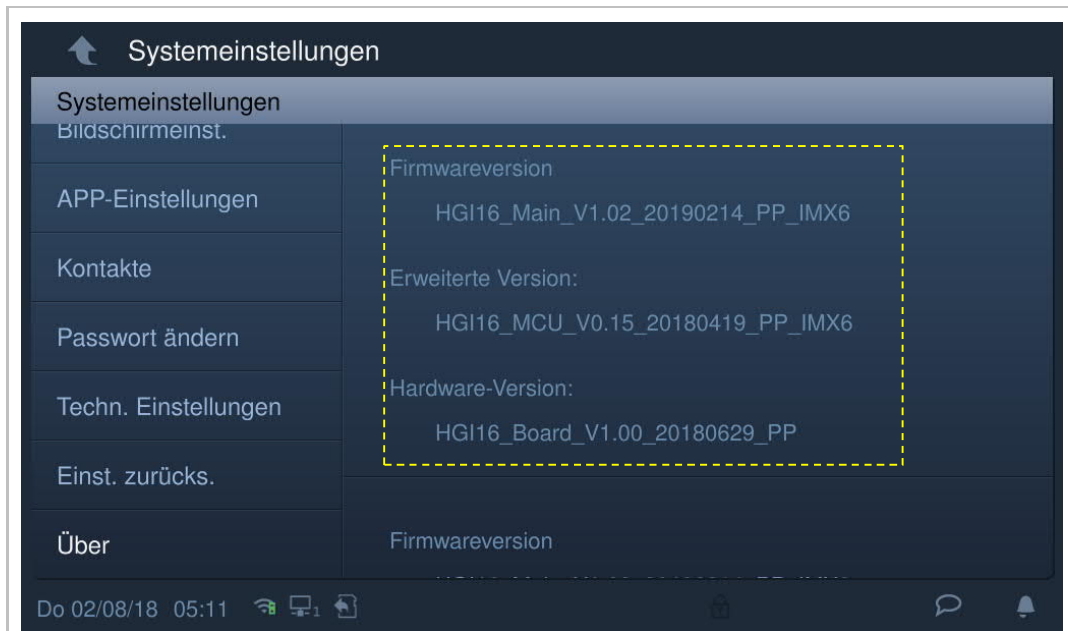 Systemeinstellungen
Systemeinstellungen
Bildschirmeinst.
APP-Einstellungen
Kontakte
Passwort ändern
Techn. Einstellungen
Einst. zurücks.
Über
Firmwareversion
HGI16_Main_V1.02_20190214_PP_IMX6
Erweiterte Version:
HGI16_MCU_V0.15_20180419_PP_IMX6
Hardware-Version:
HGI16_Board_V1.00_20180629_PP
Firmwareversion
Do 02/08/18 05:11 1